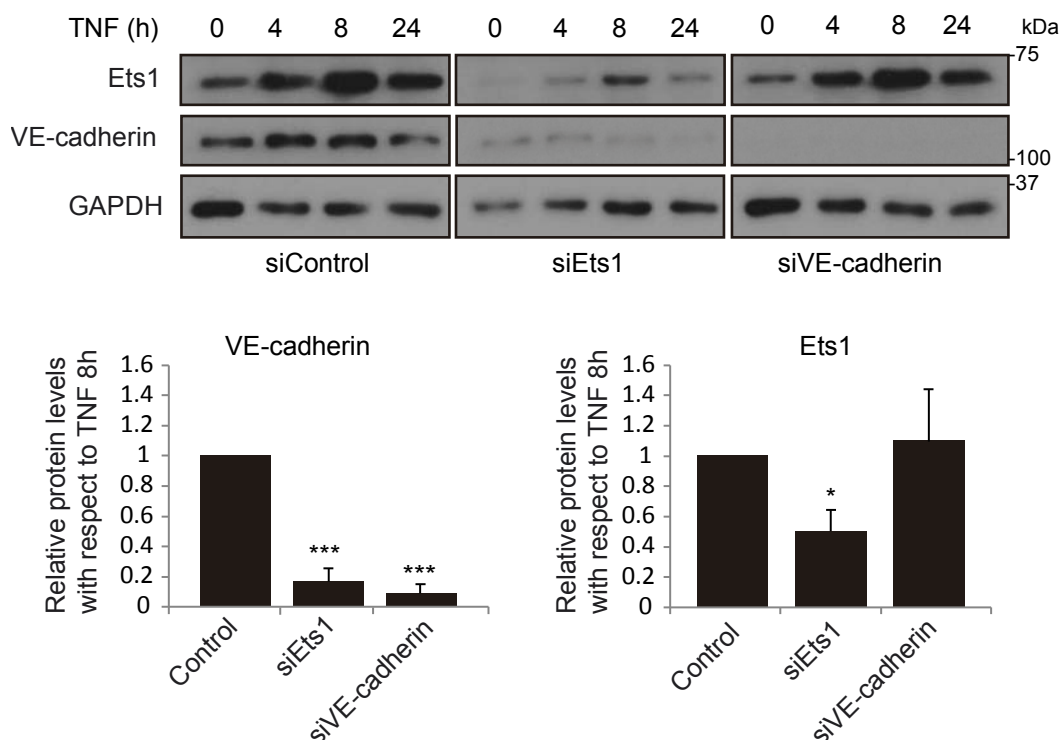 TNF (h) 0 4 8 24 0 4 8 24 0 4 8 24 kDa
Ets1 -75
VE-cadherin -100
GAPDH -37
siControl siEts1 siVE-cadherin
VE-cadherin
Relative protein levels
with respect to TNF 8h
1.6
1.4
1.2
1
0.8
0.6
0.4
0.2
0
*** ***
Control siEts1 siVE-cadherin
Ets1
Relative protein levels
with respect to TNF 8h
1.6
1.4
1.2
1
0.8
0.6
0.4
0.2
0
*
Control siEts1 siVE-cadherin